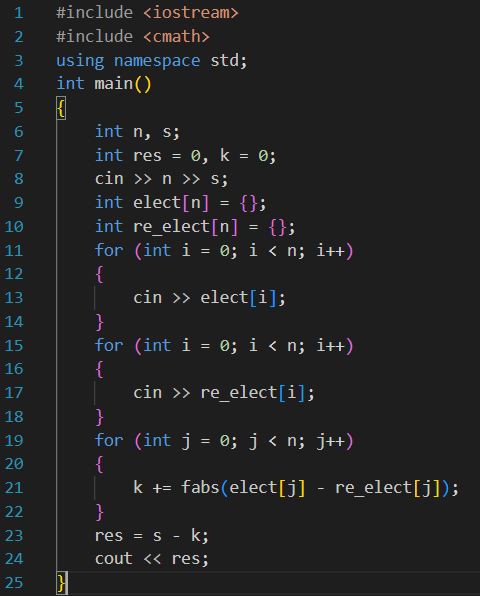 1 #include <iostream>
2 #include <cmath>
3 using namespace std;
4 int main()
5 {
6 int n, s;
7 int res = 0, k = 0;
8 cin >> n >> s;
9 int elect[n] = {};
10 int re_elect[n] = {};
11 for (int i = 0; i < n; i++)
12 {
13 cin >> elect[i];
14 }
15 for (int i = 0; i < n; i++)
16 {
17 cin >> re_elect[i];
18 }
19 for (int j = 0; j < n; j++)
20 {
21 k += fabs(elect[j] - re_elect[j]);
22 }
23 res = s - k;
24 cout << res;
25 }